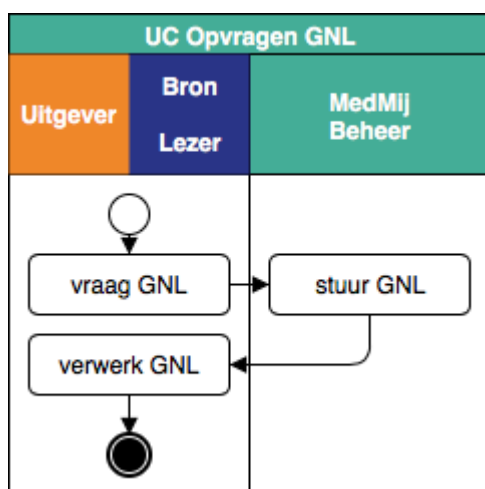 UC Opvragen GNL
Uitgever
Bron
Lezer
MedMij
Beheer
vraag GNL
stuur GNL
verwerk GNL